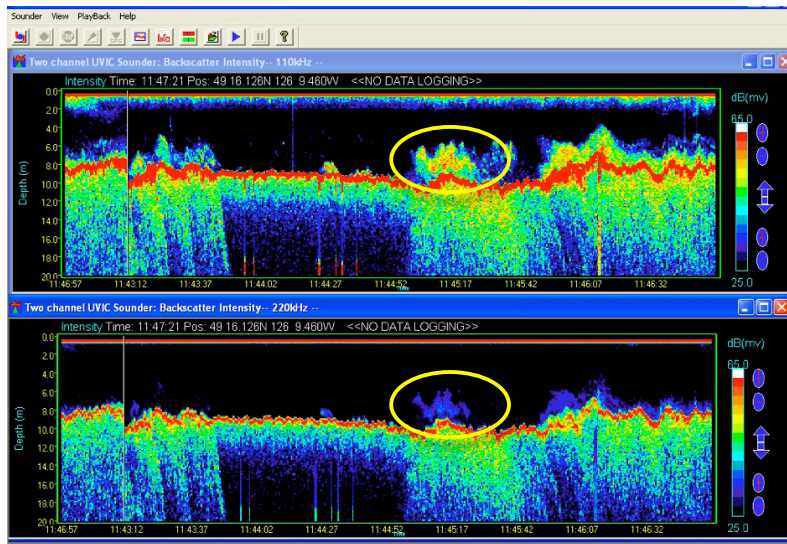 Sounder View PlayBack Help
Two channel UVIC Sounder: Backscatter Intensity-- 110kHz --
Intensity Time: 11:47:21 Pos: 49 16.126N 126 9.460W <<NO DATA LOGGING>>
dB(mv)
65.0
0.0
2.0
4.0
6.0
8.0
10.0
12.0
14.0
16.0
18.0
20.0
Depth (m)
25.0
11:46:57 11:43:12 11:43:37 11:44:02 11:44:27 11:44:52 11:45:17 11:45:42 11:46:07 11:46:32
Time
Two channel UVIC Sounder: Backscatter Intensity-- 220kHz --
Intensity Time: 11:47:21 Pos: 49 16.126N 126 9.460W <<NO DATA LOGGING>>
dB(mv)
65.0
0.0
2.0
4.0
6.0
8.0
10.0
12.0
14.0
16.0
18.0
20.0
Depth (m)
25.0
11:46:57 11:43:12 11:43:37 11:44:02 11:44:27 11:44:52 11:45:17 11:45:42 11:46:07 11:46:32
Time